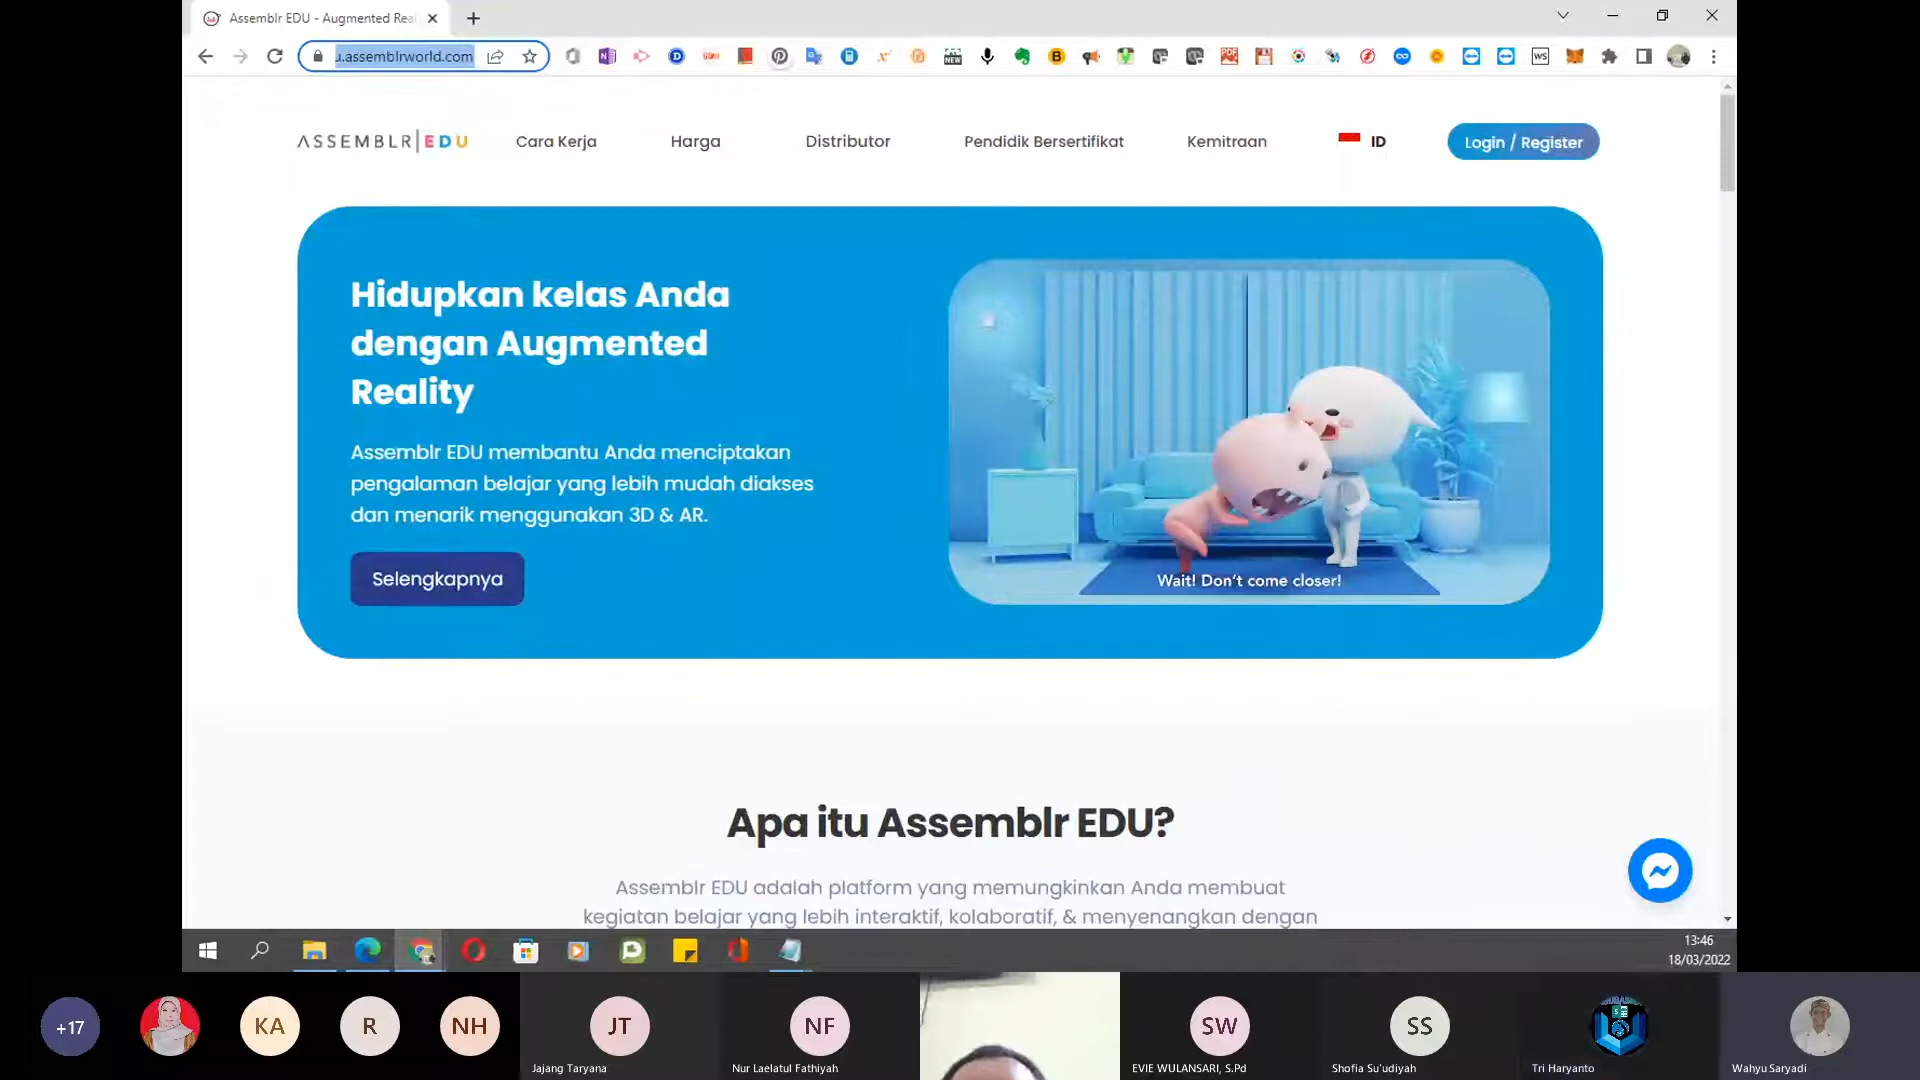 Assemblr EDU - Augmented Rea
u.assemblrworld.com
ASSEMBLR EDU
Cara Kerja
Harga
Distributor
Pendidik Bersertifikat
Kemitraan
ID
Login / Register
Hidupkan kelas Anda
dengan Augmented
Reality
Assemblr EDU membantu Anda menciptakan
pengalaman belajar yang lebih mudah diakses
dan menarik menggunakan 3D & AR.
Selengkapnya
Wait! Don't come closer!
Apa itu Assemblr EDU?
Assemblr EDU adalah platform yang memungkinkan Anda membuat
kegiatan belajar yang lebih interaktif, kolaboratif, & menyenangkan dengan
13:46
18/03/2022
+17
KA
R
NH
JT
Jajang Taryana
NF
Nur Laelatul Fathiyah
SW
EVIE WULANSARI, S.Pd
SS
Shofia Su'udiyah
Tri Haryanto
Wahyu Saryadi